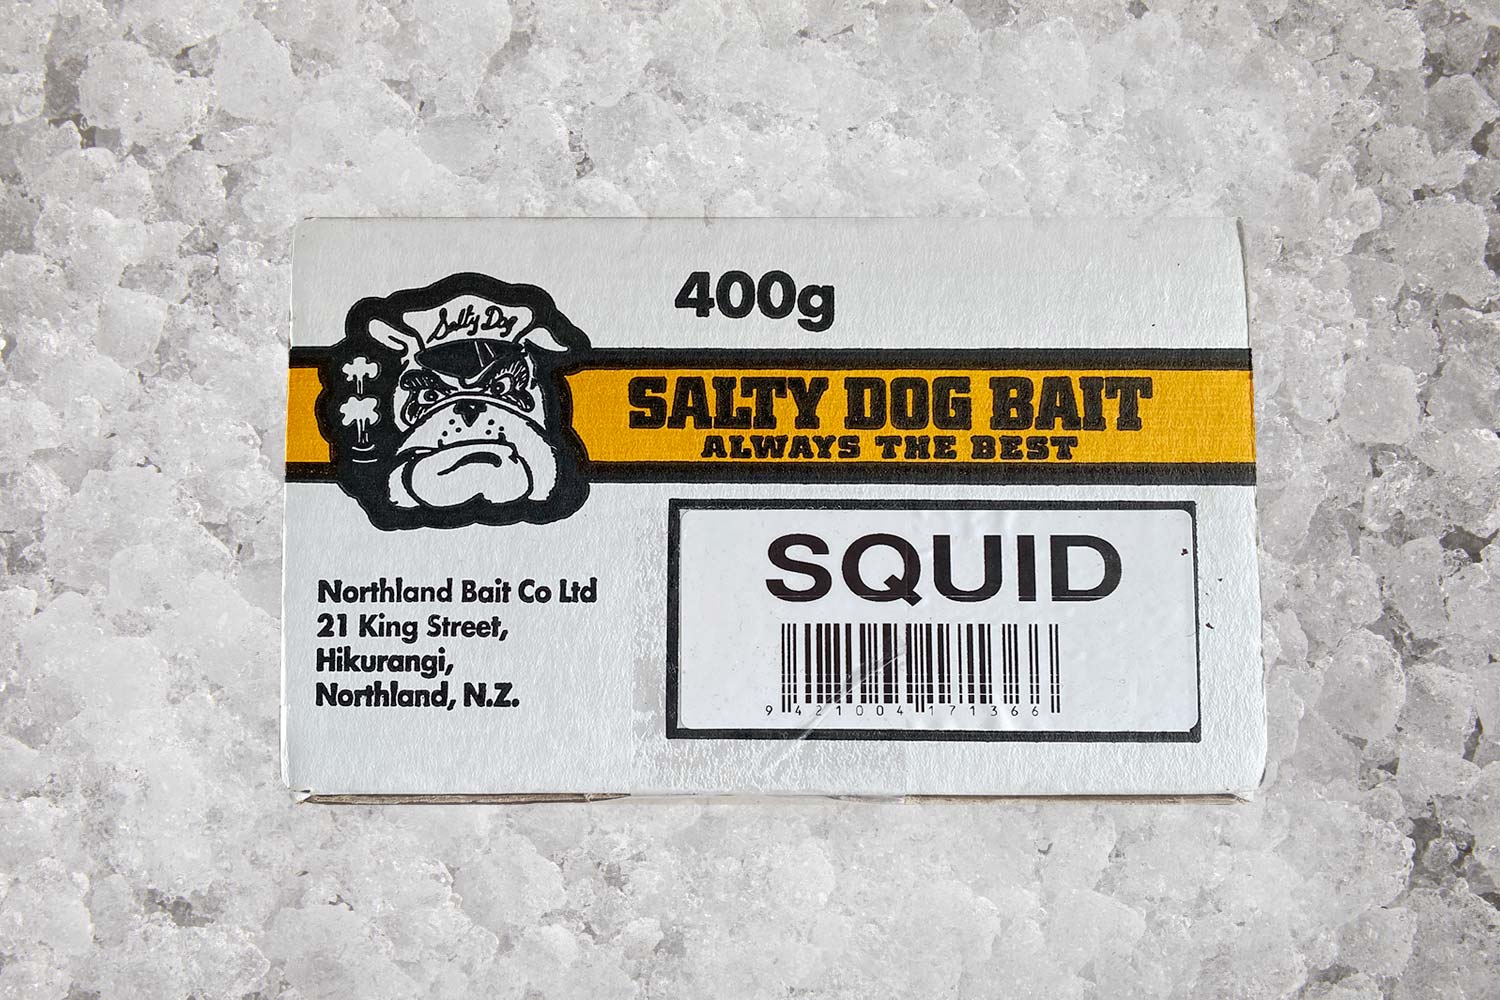 400g
Salty Dog
SALTY DOG BAIT
ALWAYS THE BEST
SQUID
9 421004 171366
Northland Bait Co Ltd
21 King Street,
Hikurangi,
Northland, N.Z.